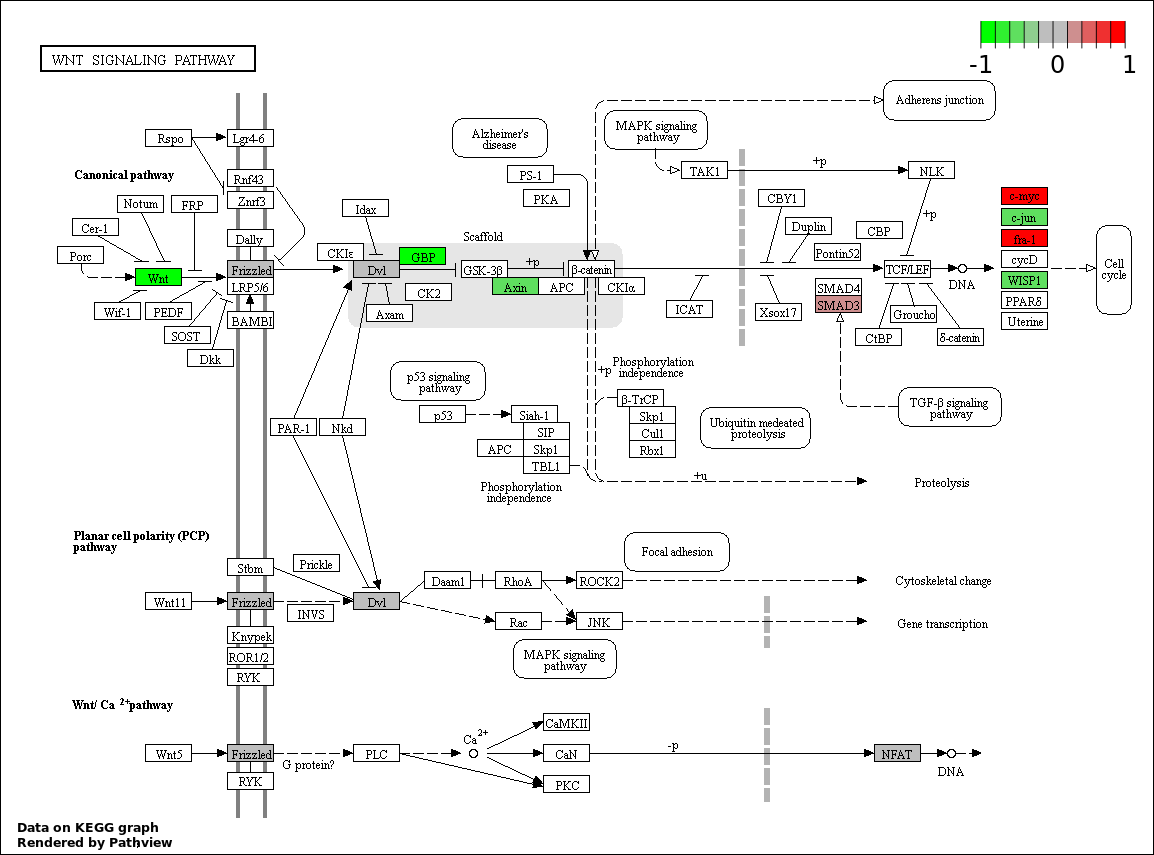 WNT SIGNALING PATHWAY
-1 0 1
Adherens junction
Alzheimer's
disease
MAPK signaling
pathway
Rspo
Lgr4-6
PS-1
TAK1
+p
NLK
Canonical pathway
Rnf43
Znrf3
PKA
CBY1
c-myc
Notum
FRP
Idax
+p
c-jun
Cer-1
Duplin
CBP
Dally
Scaffold
fra-1
Porc
CKIε
GBP
Pontin52
cycD
Cell
cycle
Wnt
Frizzled
Dvl
GSK-3β
+p
β-catenin
TCF/LEF
DNA
LRP5/6
CK2
Axin
APC
CKIα
SMAD4
WISP1
Wif-1
PEDF
Axam
ICAT
Xsox17
SMAD3
Groucho
PPARδ
BAMBI
Uterine
SOST
CtBP
δ-catenin
Dkk
p53 signaling
pathway
+p
Phosphorylation
independence
p53
Siah-1
β-TrCP
TGF-β signaling
pathway
PAR-1
Nkd
SIP
Skp1
Ubiquitin medeated
proteolysis
APC
Skp1
Cul1
TBL1
Rbx1
Phosphorylation
independence
+u
Proteolysis
Planar cell polarity (PCP)
pathway
Focal adhesion
Stbm
Prickle
Daam1
RhoA
ROCK2
Cytoskeletal change
Wnt11
Frizzled
INVS
Dvl
Rac
JNK
Gene transcription
Knypek
ROR1/2
RYK
MAPK signaling
pathway
Wnt/ Ca 2+pathway
Ca2+
CaMKII
Wnt5
Frizzled
G protein?
PLC
CaN
-p
NFAT
DNA
RYK
PKC
Data on KEGG graph
Rendered by Pathview